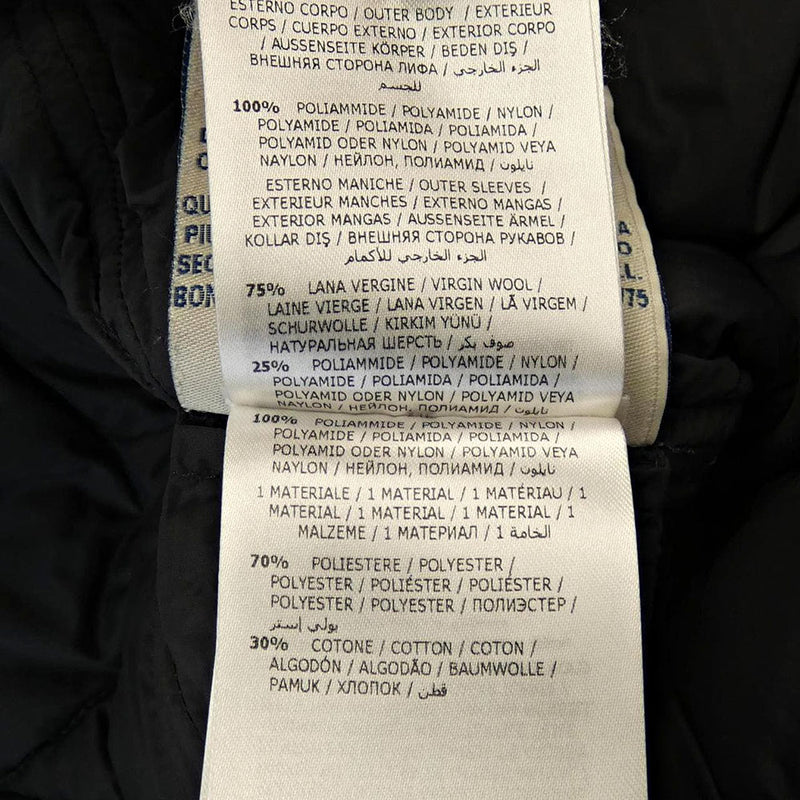 ESTERNO CORPO / OUTER BODY / EXTERIEUR
CORPS / CUERPO EXTERNO / EXTERIOR CORPO
/ AUSSENSEITE KÖRPER / BEDEN DIŞ /
ВНЕШНЯЯ СТОРОНА ЛИФА / الجزء الخارجي
للجسم
100% POLIAMMIDE / POLYAMIDE / NYLON /
POLYAMIDE / POLIAMIDA / POLIAMIDA /
POLYAMID ODER NYLON / POLYAMID VEYA
NAYLON / НЕЙЛОН, ПОЛИАМИД / نايلون
ESTERNO MANICHE / OUTER SLEEVES /
EXTERIEUR MANCHES / EXTERNO MANGAS /
EXTERIOR MANGAS / AUSSENSEITE ÄRMEL /
KOLLAR DIŞ / ВНЕШНЯЯ СТОРОНА РУКАВОВ /
الجزء الخارجي للأكمام
75% LANA VERGINE / VIRGIN WOOL /
LAINE VIERGE / LANA VIRGEN / LÃ VIRGEM /
SCHURWOLLE / KIRKIM YÜNÜ /
НАТУРАЛЬНАЯ ШЕРСТЬ / صوف بكر
25% POLIAMMIDE / POLYAMIDE / NYLON /
POLYAMIDE / POLIAMIDA / POLIAMIDA /
POLYAMID ODER NYLON / POLYAMID VEYA
NAYLON / НЕЙЛОН, ПОЛИАМИД / نايلون
100% POLIAMMIDE / POLYAMIDE / NYLON /
POLYAMIDE / POLIAMIDA / POLIAMIDA /
POLYAMID ODER NYLON / POLYAMID VEYA
NAYLON / НЕЙЛОН, ПОЛИАМИД / نايلون
1 MATERIALE / 1 MATERIAL / 1 MATÉRIAU / 1
MATERIAL / 1 MATERIAL / 1 MATERIAL / 1
MALZEME / 1 МАТЕРИАЛ / 1 الخامة
70% POLIESTERE / POLYESTER /
POLYESTER / POLIÉSTER / POLIÉSTER /
POLYESTER / POLYESTER / ПОЛИЭСТЕР /
بولي إستر
30% COTONE / COTTON / COTON /
ALGODÓN / ALGODÃO / BAUMWOLLE /
PAMUK / ХЛОПОК / قطن
QU
PIU
SEC
BON
A
O
L.
75